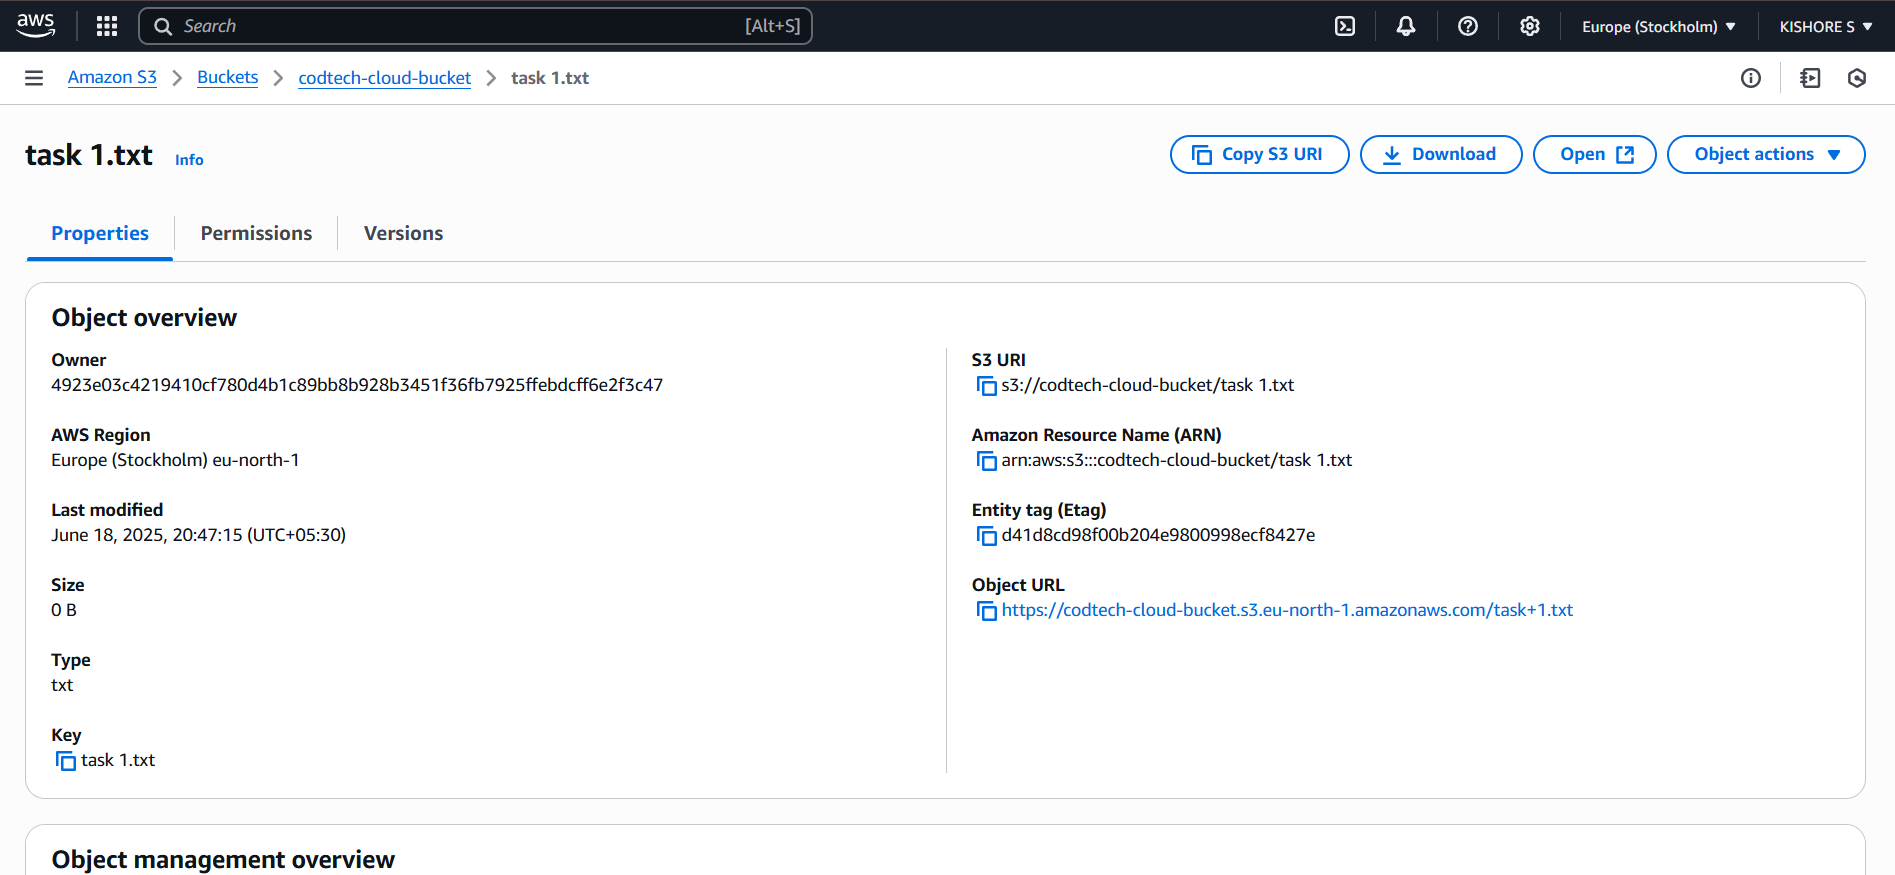 aws
Search [Alt+S]
Europe (Stockholm)
KISHORE S
Amazon S3
Buckets
codtech-cloud-bucket
task 1.txt
task 1.txt
Info
Copy S3 URI
Download
Open
Object actions
Properties
Permissions
Versions
Object overview
Owner
4923e03c4219410cf780d4b1c89bb8b928b3451f36fb7925ffebdcff6e2f3c47
AWS Region
Europe (Stockholm) eu-north-1
Last modified
June 18, 2025, 20:47:15 (UTC+05:30)
Size
0 B
Type
txt
Key
task 1.txt
S3 URI
s3://codtech-cloud-bucket/task 1.txt
Amazon Resource Name (ARN)
arn:aws:s3:::codtech-cloud-bucket/task 1.txt
Entity tag (Etag)
d41d8cd98f00b204e9800998ecf8427e
Object URL
https://codtech-cloud-bucket.s3.eu-north-1.amazonaws.com/task+1.txt
Object management overview